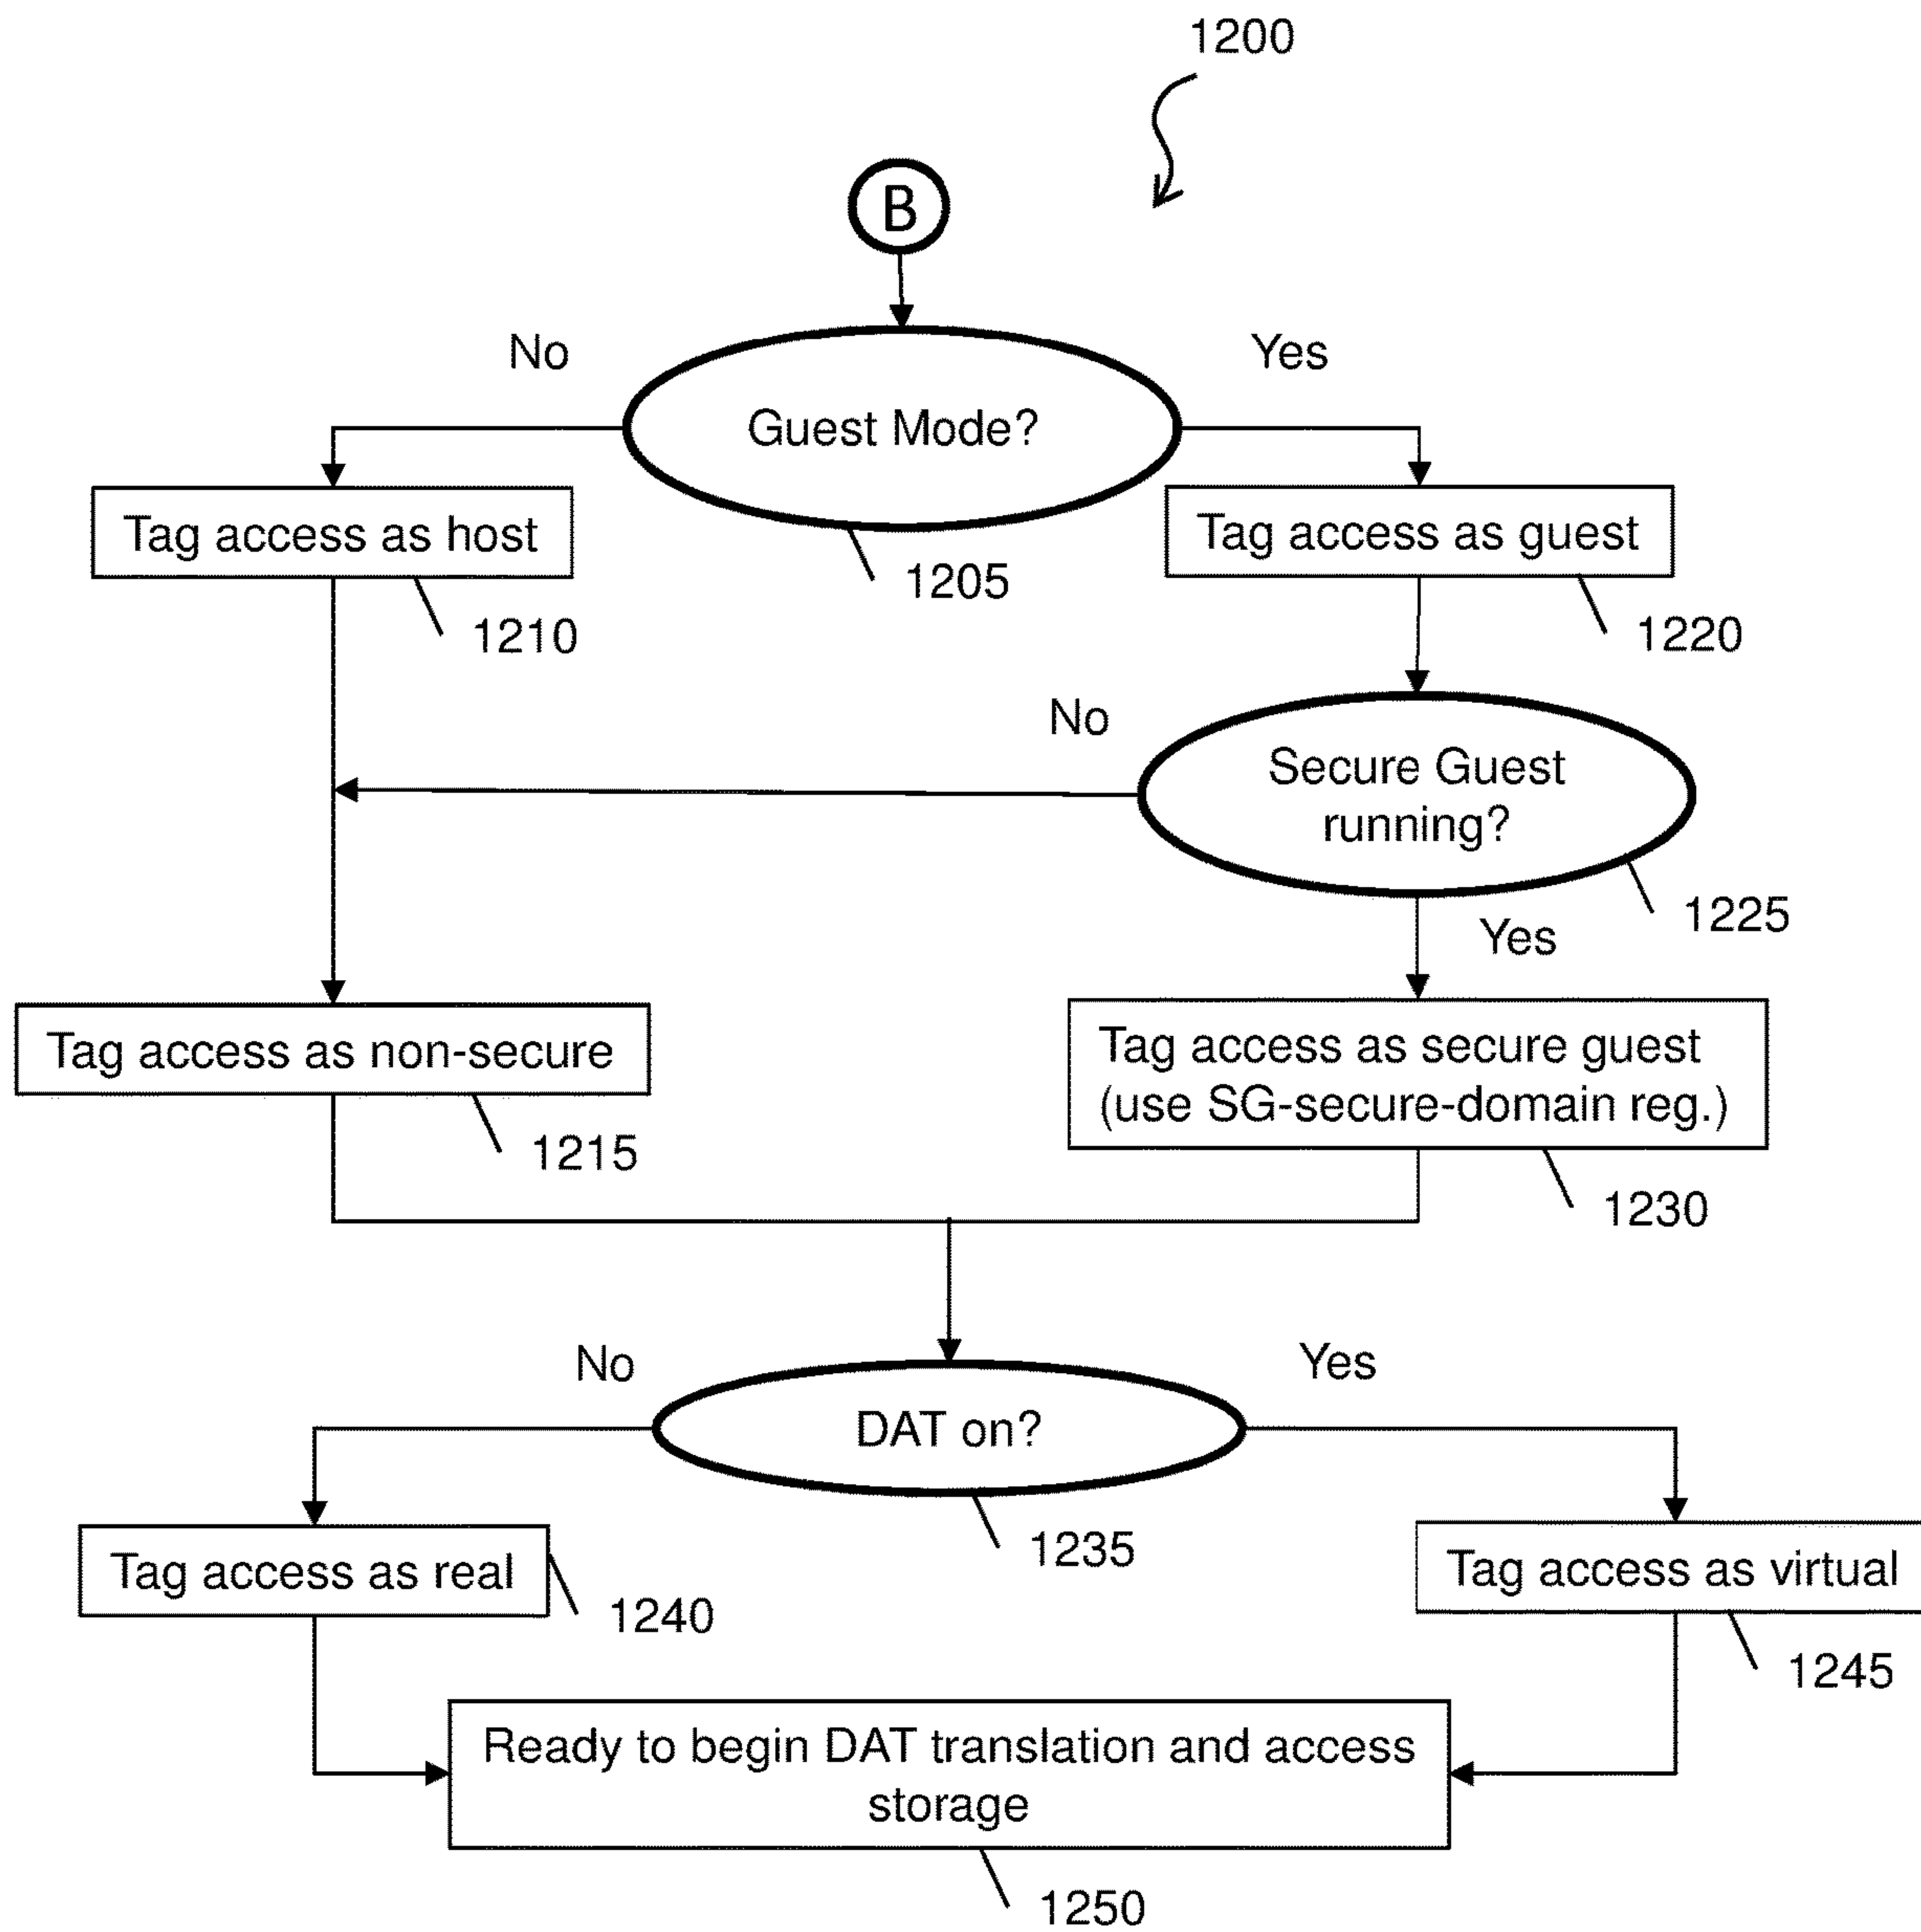 1200
B
No
Yes
Guest Mode?
1205
Tag access as host
1210
Tag access as guest
1220
No
Secure Guest
running?
1225
Yes
Tag access as non-secure
1215
Tag access as secure guest
(use SG-secure-domain reg.)
1230
No
Yes
DAT on?
1235
Tag access as real
1240
Tag access as virtual
1245
Ready to begin DAT translation and access
storage
1250